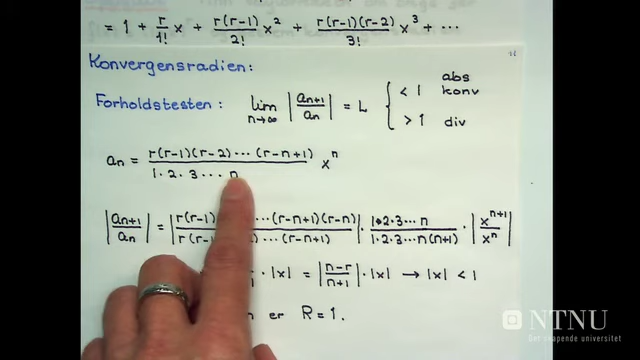 = 1 + r/1! x + r(r-1)/2! x² + r(r-1)(r-2)/3! x³ + ...
Konvergensradien:
Forholdstesten: lim n→∞ |an+1/an| = L { < 1 abs konv
> 1 div
an = r(r-1)(r-2)...(r-n+1) / 1·2·3...n xⁿ
|an+1/an| = |r(r-1) ...(r-n+1)(r-n) / r(r-1) ...(r-n+1)| · 1·2·3...n / 1·2·3...n(n+1) · |xⁿ⁺¹/xⁿ|
· |x| = |n-r/n+1| · |x| → |x| < 1
er R = 1.
NTNU
Det skapende universitet